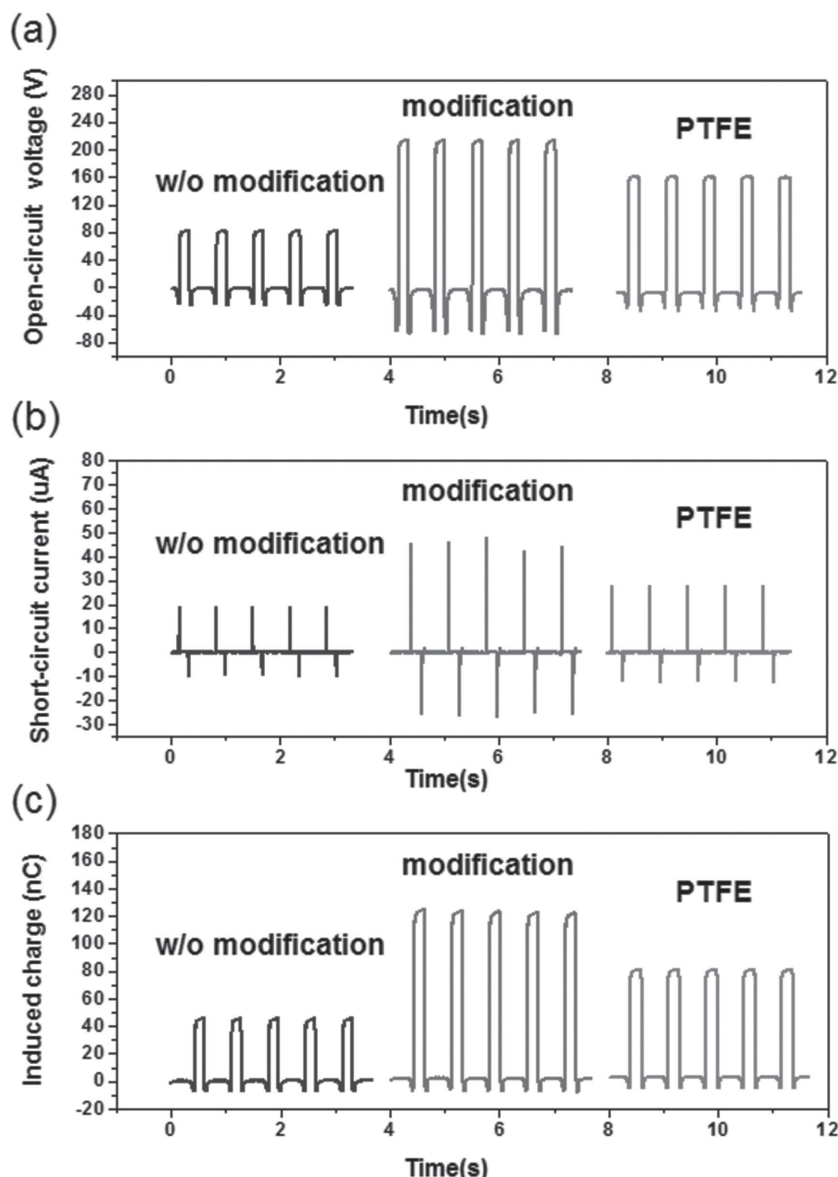 (a)
Open-circuit voltage (V)
280
240
200
160
120
80
40
0
-40
-80
w/o modification
modification
PTFE
0 2 4 6 8 10 12
Time(s)
(b)
Short-circuit current (uA)
80
70
60
50
40
30
20
10
0
-10
-20
-30
w/o modification
modification
PTFE
0 2 4 6 8 10 12
Time(s)
(c)
Induced charge (nC)
180
160
140
120
100
80
60
40
20
0
-20
w/o modification
modification
PTFE
0 2 4 6 8 10 12
Time(s)